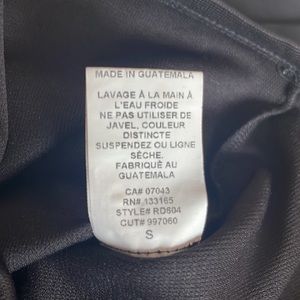 MADE IN GUATEMALA
LAVAGE À LA MAIN À
L'EAU FROIDE
NE PAS UTILISER DE
JAVEL, COULEUR
DISTINCTE
SUSPENDEZ OU LIGNE
SÈCHE.
FABRIQUÉ AU
GUATEMALA
CA# 07043
RN# 133165
STYLE# RD504
CUT# 997060
S